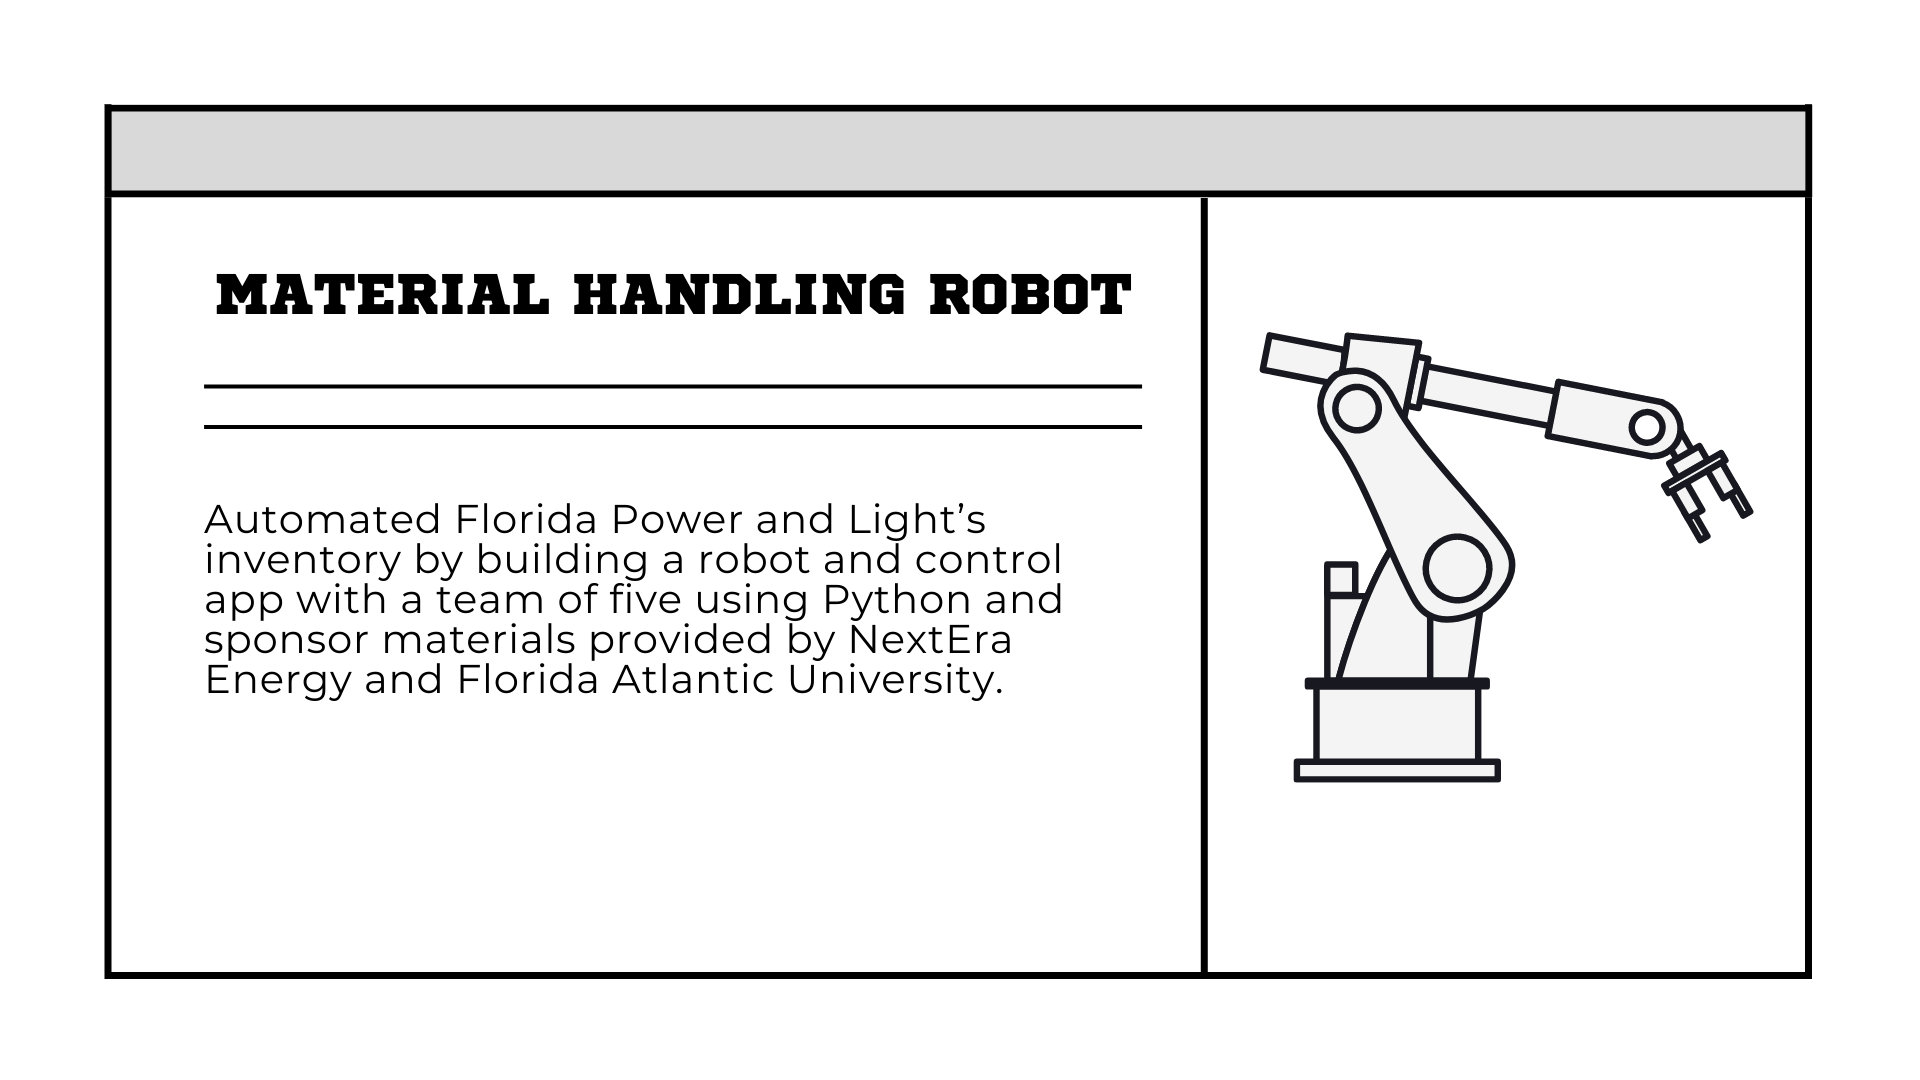 MATERIAL HANDLING ROBOT
Automated Florida Power and Light’s
inventory by building a robot and control
app with a team of five using Python and
sponsor materials provided by NextEra
Energy and Florida Atlantic University.